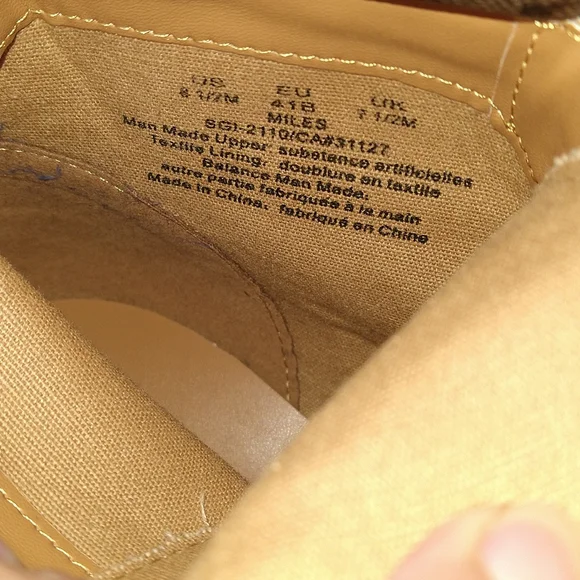 US EU UK
8 1/2M 41B 7 1/2M
MILES
SGI-2110/CA#31127
Man Made Upper substance artificielles
Textile Lining. doublure en textile
Balance Man Made.
autre partie fabriquées à la main
Made in China. fabriqué en Chine